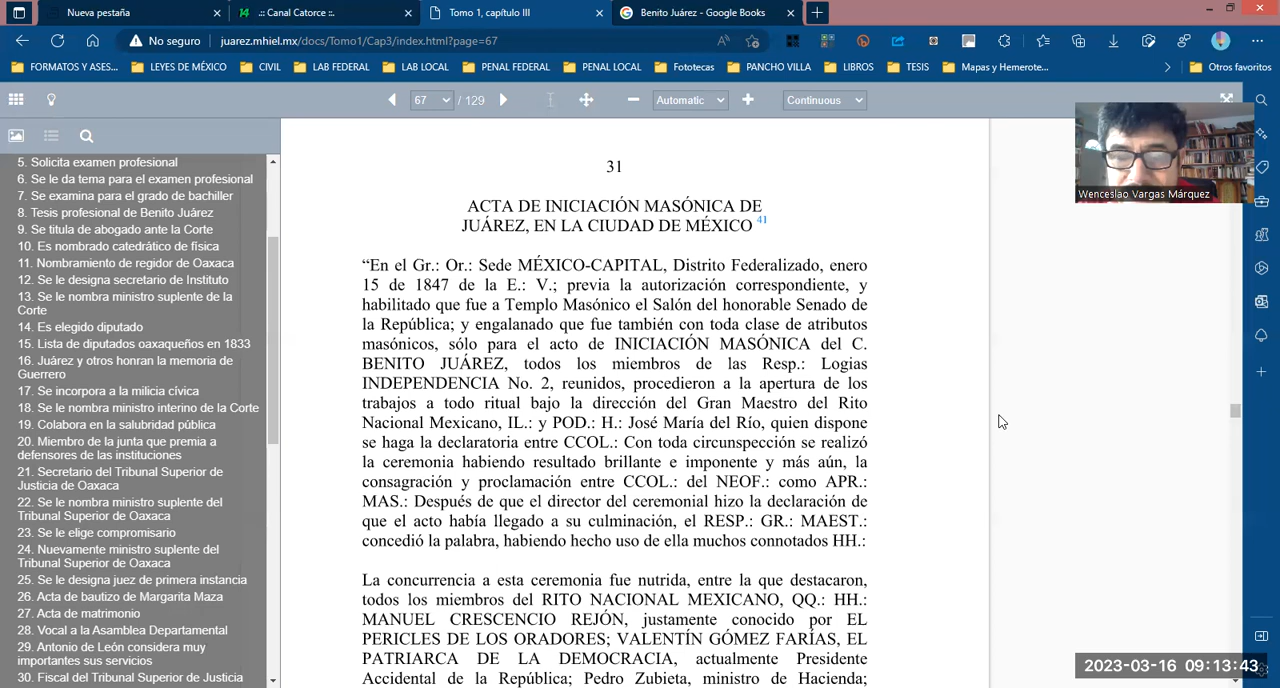 Nueva pestaña
.:: Canal Catorce ::.
Tomo 1, capítulo III
Benito Juárez - Google Books
No seguro
juarez.mhiel.mx/docs/Tomo1/Cap3/index.html?page=67
FORMATOS Y ASES...
LEYES DE MÉXICO
CIVIL
LAB FEDERAL
LAB LOCAL
PENAL FEDERAL
PENAL LOCAL
Fototecas
PANCHO VILLA
LIBROS
TESIS
Mapas y Hemerote...
Otros favoritos
67 / 129
Automatic
Continuous
5. Solicita examen profesional
6. Se le da tema para el examen profesional
7. Se examina para el grado de bachiller
8. Tesis profesional de Benito Juárez
9. Se titula de abogado ante la Corte
10. Es nombrado catedrático de física
11. Nombramiento de regidor de Oaxaca
12. Se le designa secretario de Instituto
13. Se le nombra ministro suplente de la
Corte
14. Es elegido diputado
15. Lista de diputados oaxaqueños en 1833
16. Juárez y otros honran la memoria de
Guerrero
17. Se incorpora a la milicia cívica
18. Se le nombra ministro interino de la Corte
19. Colabora en la salubridad pública
20. Miembro de la junta que premia a
defensores de las instituciones
21. Secretario del Tribunal Superior de
Justicia de Oaxaca
22. Se le nombra ministro suplente del
Tribunal Superior de Oaxaca
23. Se le elige compromisario
24. Nuevamente ministro suplente del
Tribunal Superior de Oaxaca
25. Se le designa juez de primera instancia
26. Acta de bautizo de Margarita Maza
27. Acta de matrimonio
28. Vocal a la Asamblea Departamental
29. Antonio de León considera muy
importantes sus servicios
30. Fiscal del Tribunal Superior de Justicia
31
ACTA DE INICIACIÓN MASÓNICA DE
JUÁREZ, EN LA CIUDAD DE MÉXICO 41
“En el Gr.: Or.: Sede MÉXICO-CAPITAL, Distrito Federalizado, enero
15 de 1847 de la E.: V.; previa la autorización correspondiente, y
habilitado que fue a Templo Masónico el Salón del honorable Senado de
la República; y engalanado que fue también con toda clase de atributos
masónicos, sólo para el acto de INICIACIÓN MASÓNICA del C.
BENITO JUÁREZ, todos los miembros de las Resp.: Logias
INDEPENDENCIA No. 2, reunidos, procedieron a la apertura de los
trabajos a todo ritual bajo la dirección del Gran Maestro del Rito
Nacional Mexicano, IL.: y POD.: H.: José María del Río, quien dispone
se haga la declaratoria entre CCOL.: Con toda circunspección se realizó
la ceremonia habiendo resultado brillante e imponente y más aún, la
consagración y proclamación entre CCOL.: del NEOF.: como APR.:
MAS.: Después de que el director del ceremonial hizo la declaración de
que el acto había llegado a su culminación, el RESP.: GR.: MAEST.:
concedió la palabra, habiendo hecho uso de ella muchos connotados HH.:
La concurrencia a esta ceremonia fue nutrida, entre la que destacaron,
todos los miembros del RITO NACIONAL MEXICANO, QQ.: HH.:
MANUEL CRESCENCIO REJÓN, justamente conocido por EL
PERICLES DE LOS ORADORES; VALENTÍN GÓMEZ FARÍAS, EL
PATRIARCA DE LA DEMOCRACIA, actualmente Presidente
Accidental de la República; Pedro Zubieta, ministro de Hacienda;
Wenceslao Vargas Márquez
2023-03-16 09:13:43